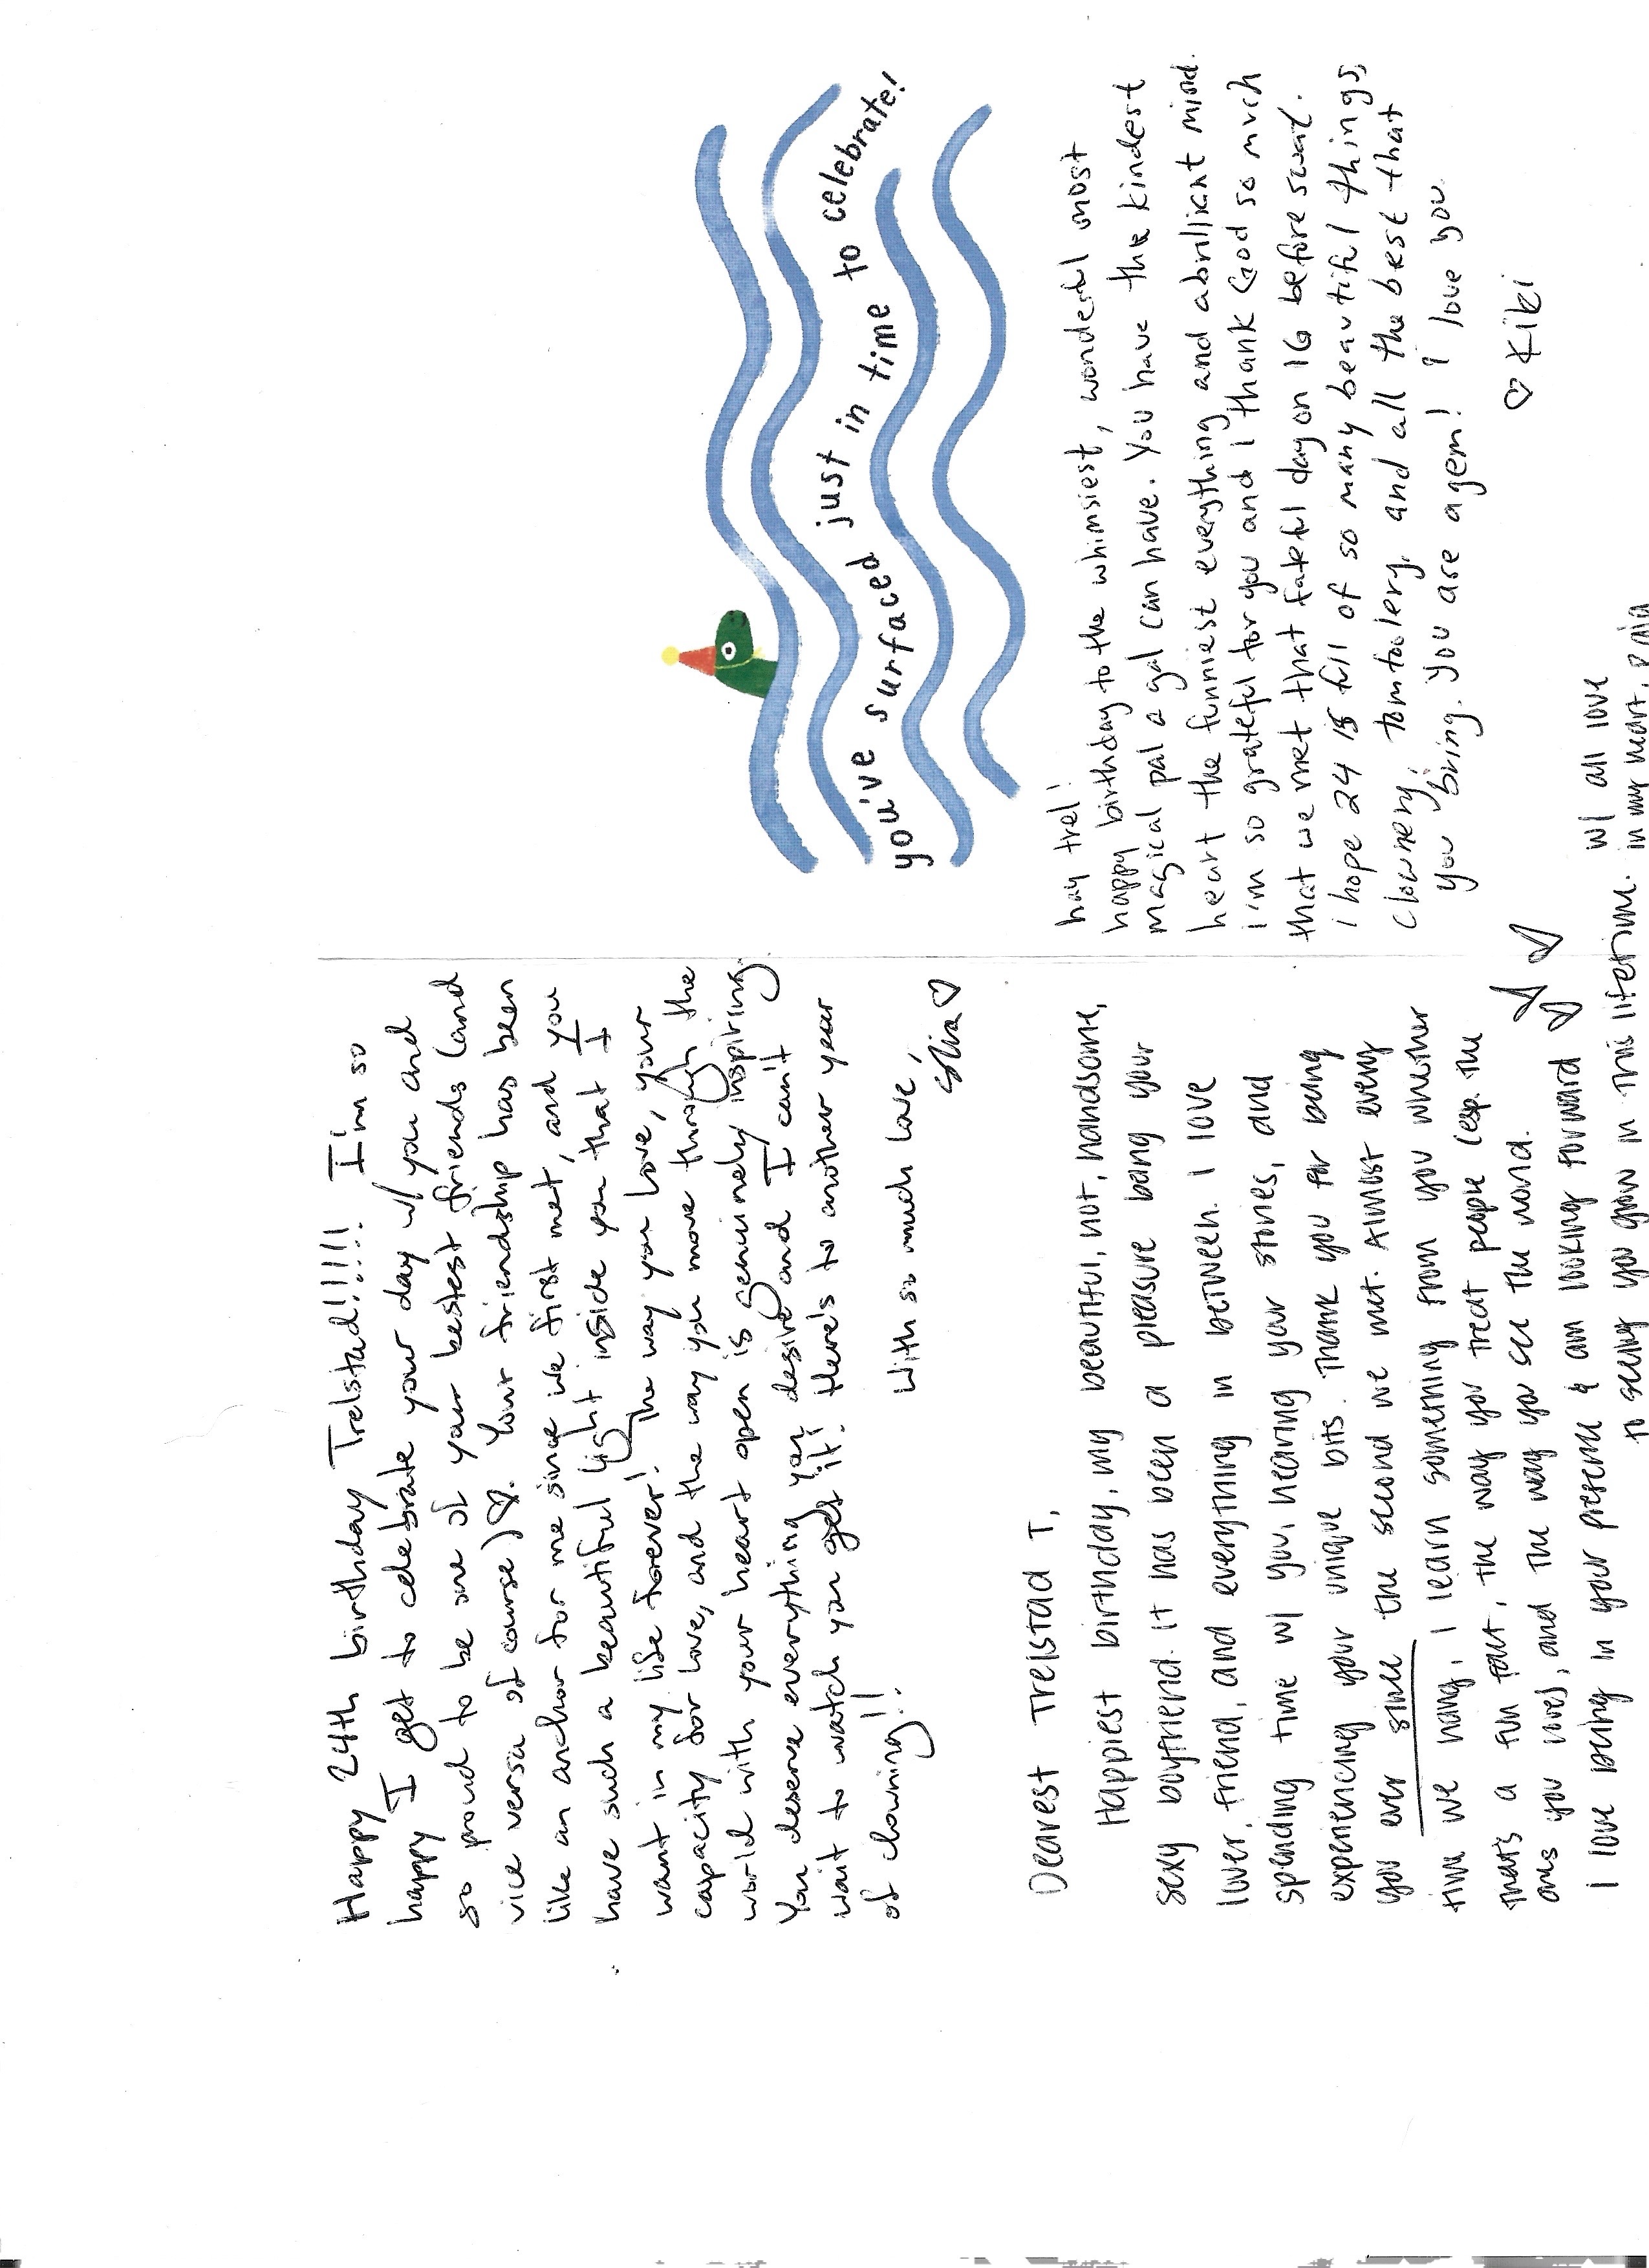 Happy 24th birthday Trelstad!!!!! I'm so
happy I get to celebrate your day w/ you and
so proud to be one of your bestest friends (and
vice versa of course)♡. Your friendship has been
like an anchor for me since we first met, and you
have such a beautiful light inside you that I
want in my life forever! The way you love, your
capacity for love, and the way you move through the
world with your heart open is genuinely inspiring.
You deserve everything you desire and I can't
wait to watch you get it! Here's to another year
of clowning!!
With so much love,
♡
Dearest Trelstad T,
Happiest birthday, my beautiful, hot, handsome,
sexy boyfriend. It has been a pleasure being your
lover, friend, and everything in between. I love
spending time w/ you, hearing your stories, and
experiencing your unique bits. Thank you for being
you ever since the second we met. Almost every
time we hang, I learn something from you whether
that's a fun fact, the way you treat people (esp. the
ones you love), and the way you see the world.
I love being in your presence & am looking forward
to seeing you grow in this lifetime.
w/ all love
in my heart,
you've surfaced just in time to celebrate!
hay trel!
happy birthday to the whimsiest, wonderful most
magical pal a gal can have. You have the kindest
heart the funniest everything and a brilliant mind.
i'm so grateful for you and I thank God so much
that we met that fateful day on IG before swat.
I hope 24 is full of so many beautiful things,
clownery, tomfoolery, and all the best that
you bring. You are a gem! I love you
♡ Kiki